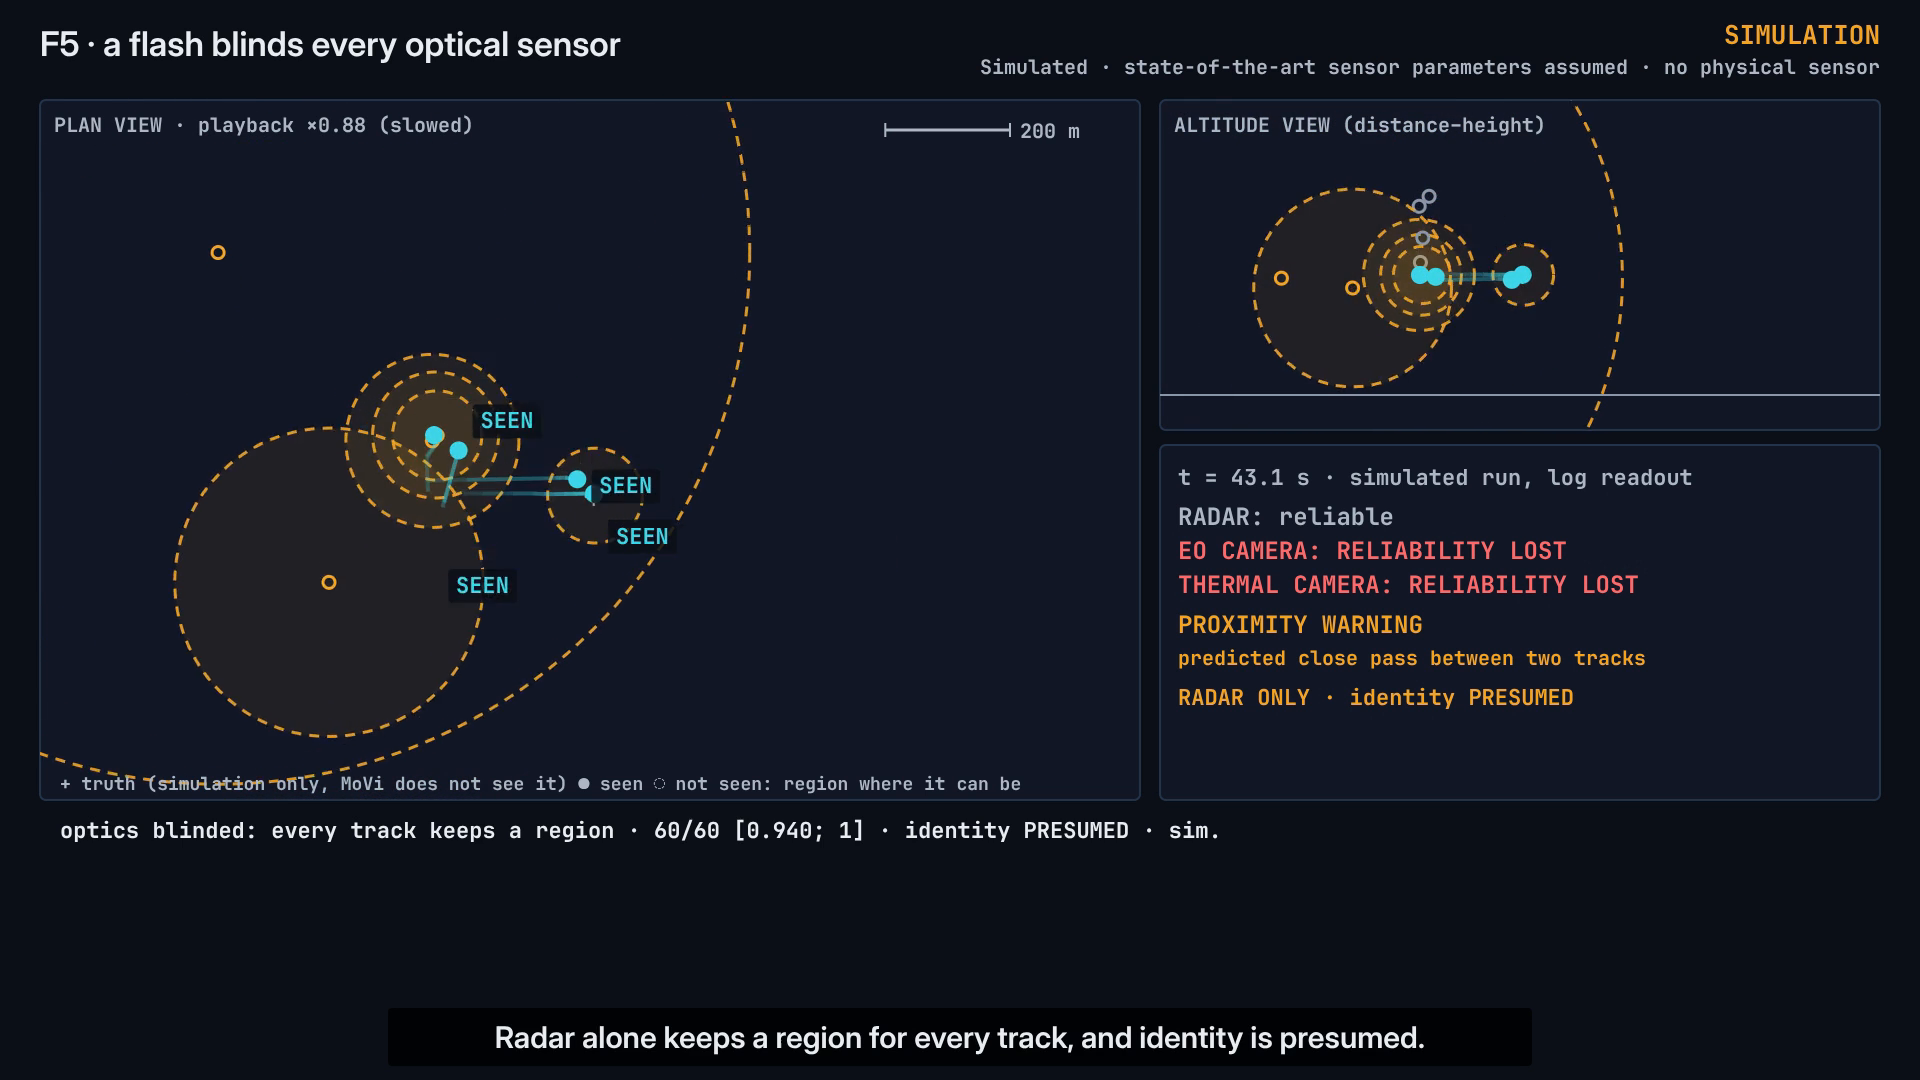 F5 · a flash blinds every optical sensor
SIMULATION
Simulated · state-of-the-art sensor parameters assumed · no physical sensor
PLAN VIEW · playback ×0.88 (slowed)
200 m
SEEN
SEEN
SEEN
SEEN
+ truth (simulation only, MoVi does not see it) ● seen ◌ not seen: region where it can be
ALTITUDE VIEW (distance-height)
t = 43.1 s · simulated run, log readout
RADAR: reliable
EO CAMERA: RELIABILITY LOST
THERMAL CAMERA: RELIABILITY LOST
PROXIMITY WARNING
predicted close pass between two tracks
RADAR ONLY · identity PRESUMED
optics blinded: every track keeps a region · 60/60 [0.940; 1] · identity PRESUMED · sim.
Radar alone keeps a region for every track, and identity is presumed.